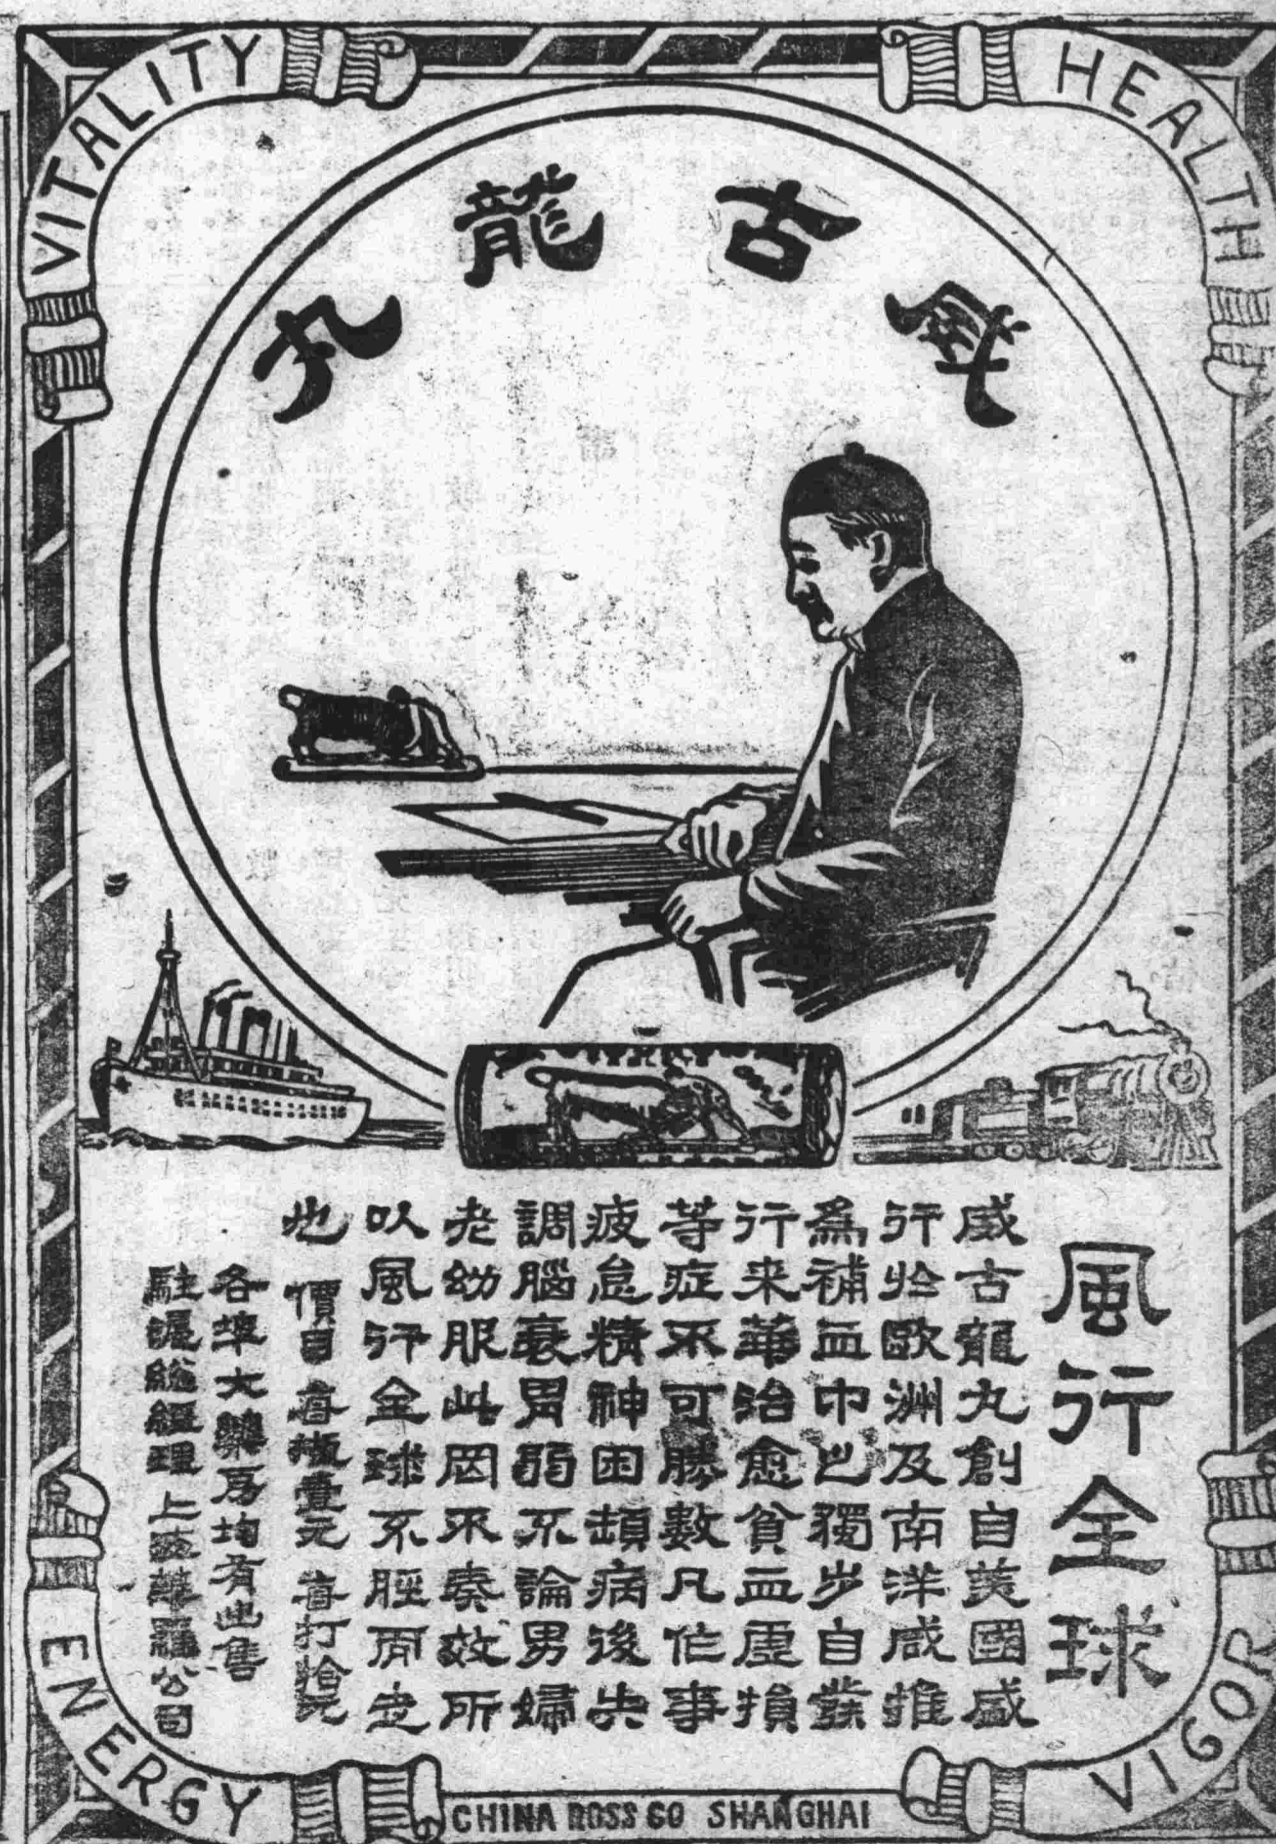 VITALITY
HEALTH
威古龍丸
風行全球
威古龍丸創自美國盛
行於歐洲及南洋咸推
為補血巾巳獨步自發
行来華治愈貧血虛損
等症不可勝數凡作事
疲怠精神困頓病後失
調腦衰胃弱不論男婦
老幼服此罔不奏效所
以風行全球不脛而走
也
價目 每瓶壹元 每打拾元
各埠大藥房均有出售
駐滬總經理 上海華羅公司
ENERGY
VIGOR
CHINA ROSS CO SHANGHAI